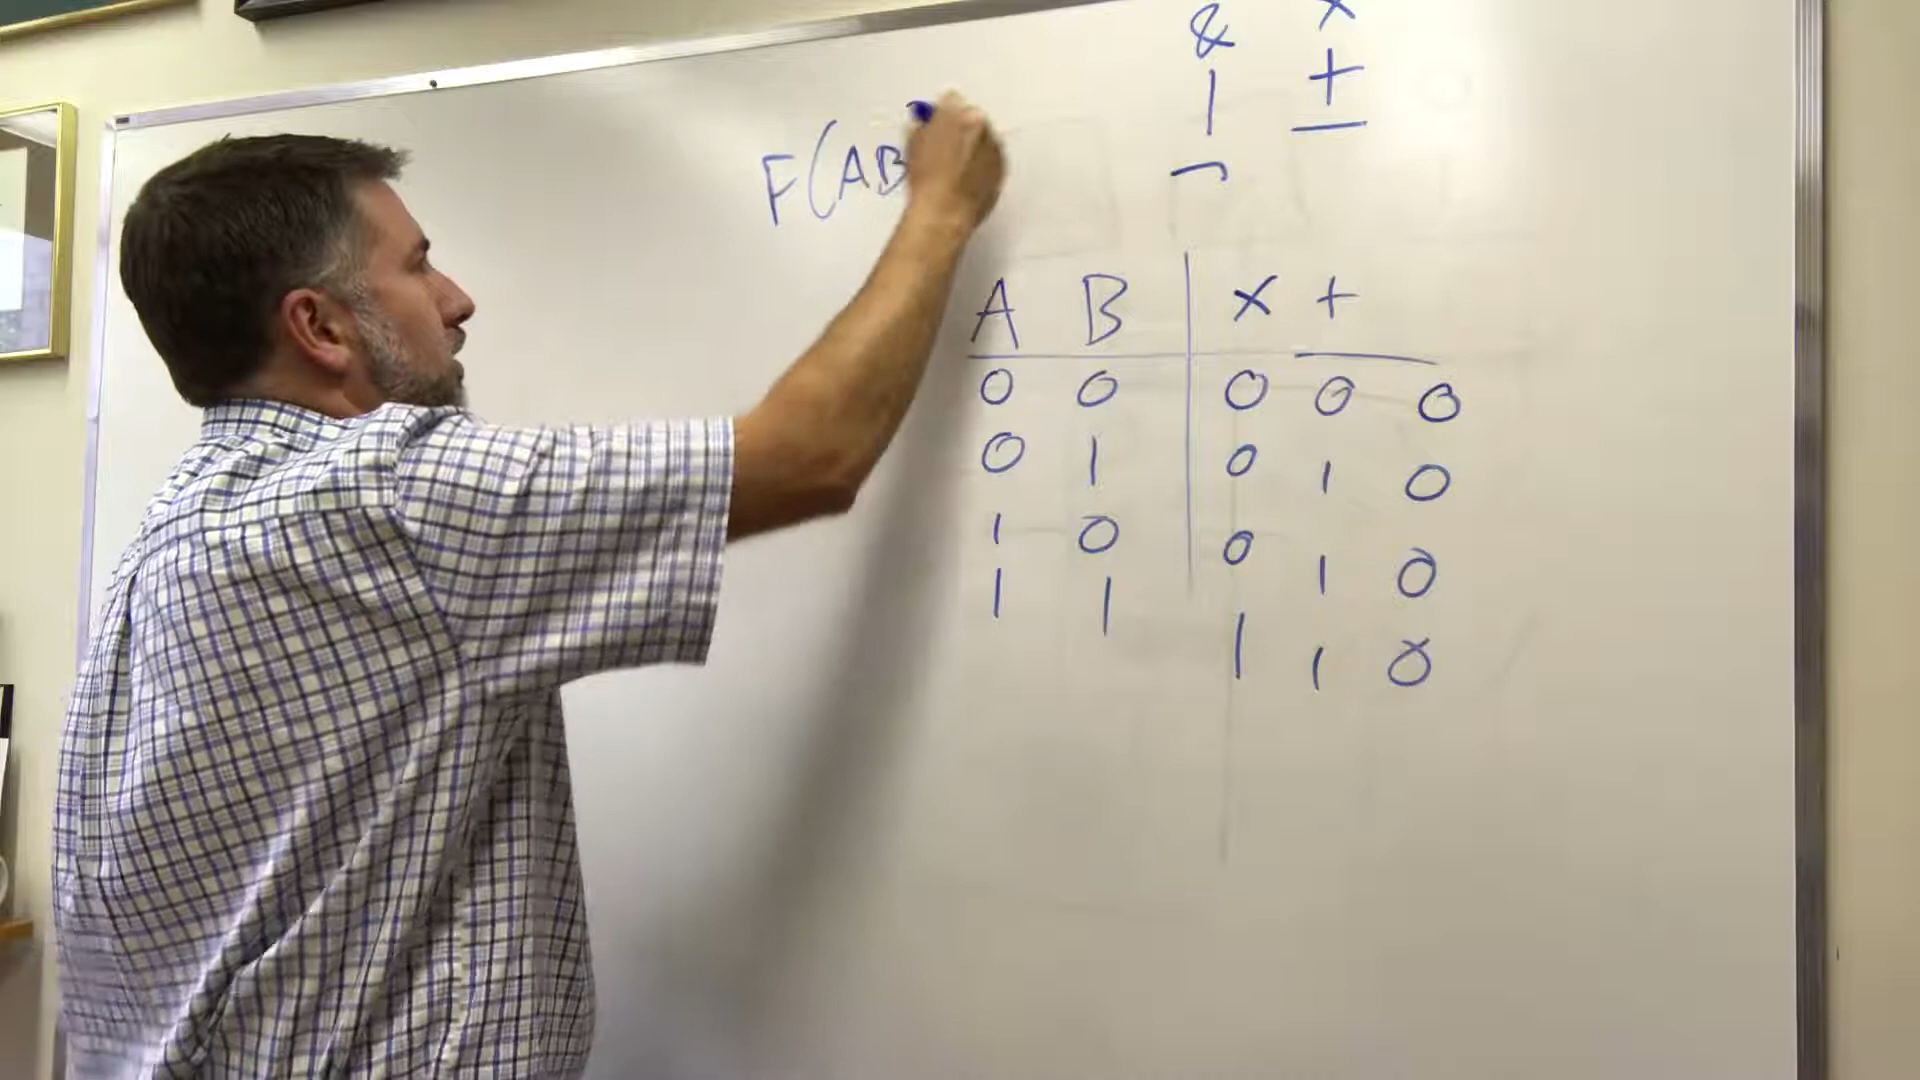 & x
| +
¬ —
F(AB
A B x +
0 0 0 0 0
0 1 0 1 0
1 0 0 1 0
1 1 1 1 0